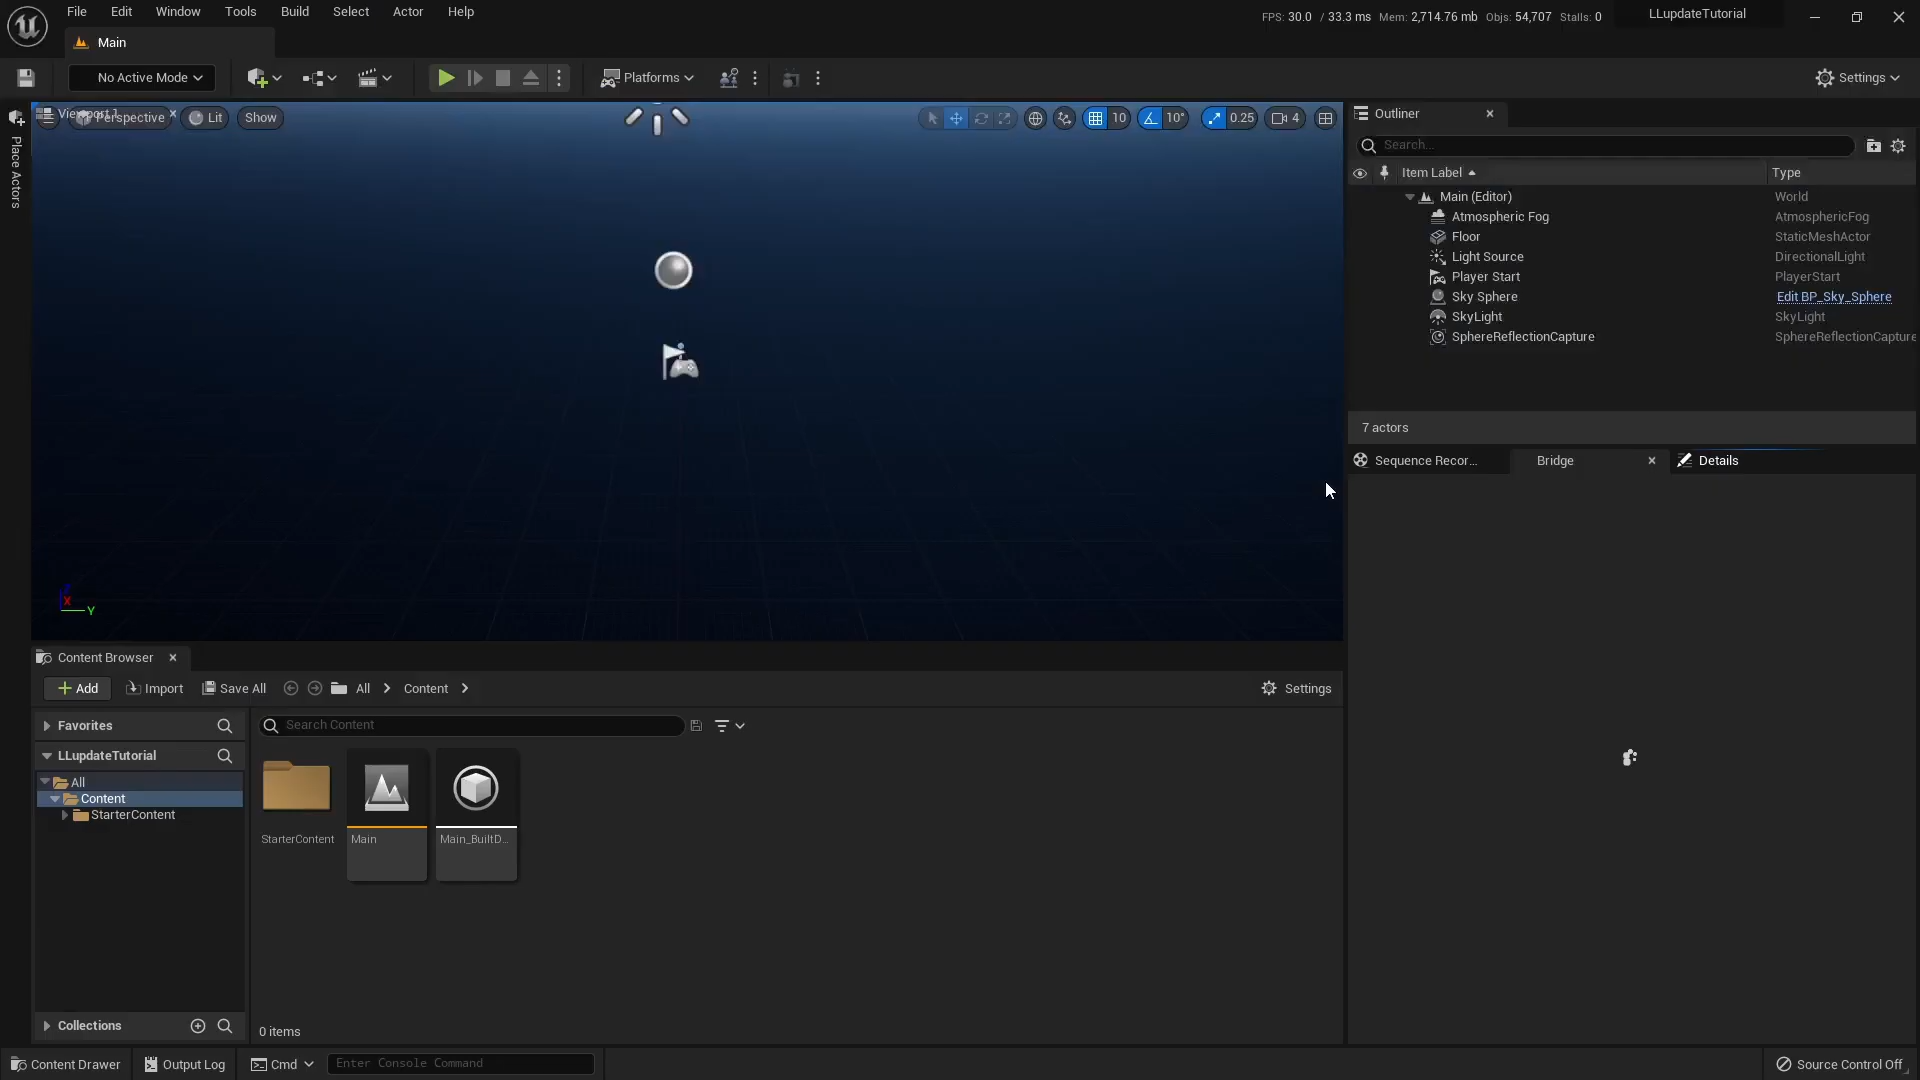 File Edit Window Tools Build Select Actor Help
FPS: 30.0 / 33.3 ms Mem: 2,714.76 mb Objs: 54,707 Stalls: 0
LLupdateTutorial
Main
No Active Mode
Platforms
Settings
Viewport 1
Perspective Lit Show
10 10° 0.25 4
Place Actors
Outliner
Search...
Item Label Type
Main (Editor) World
Atmospheric Fog AtmosphericFog
Floor StaticMeshActor
Light Source DirectionalLight
Player Start PlayerStart
Sky Sphere Edit BP_Sky_Sphere
SkyLight SkyLight
SphereReflectionCapture SphereReflectionCapture
7 actors
Sequence Recor... Bridge Details
X Y
Content Browser
Add Import Save All All Content Settings
Favorites
Search Content
LLupdateTutorial
All
Content
StarterContent
StarterContent Main Main_BuiltD...
Collections
0 items
Content Drawer Output Log Cmd Enter Console Command Source Control Off